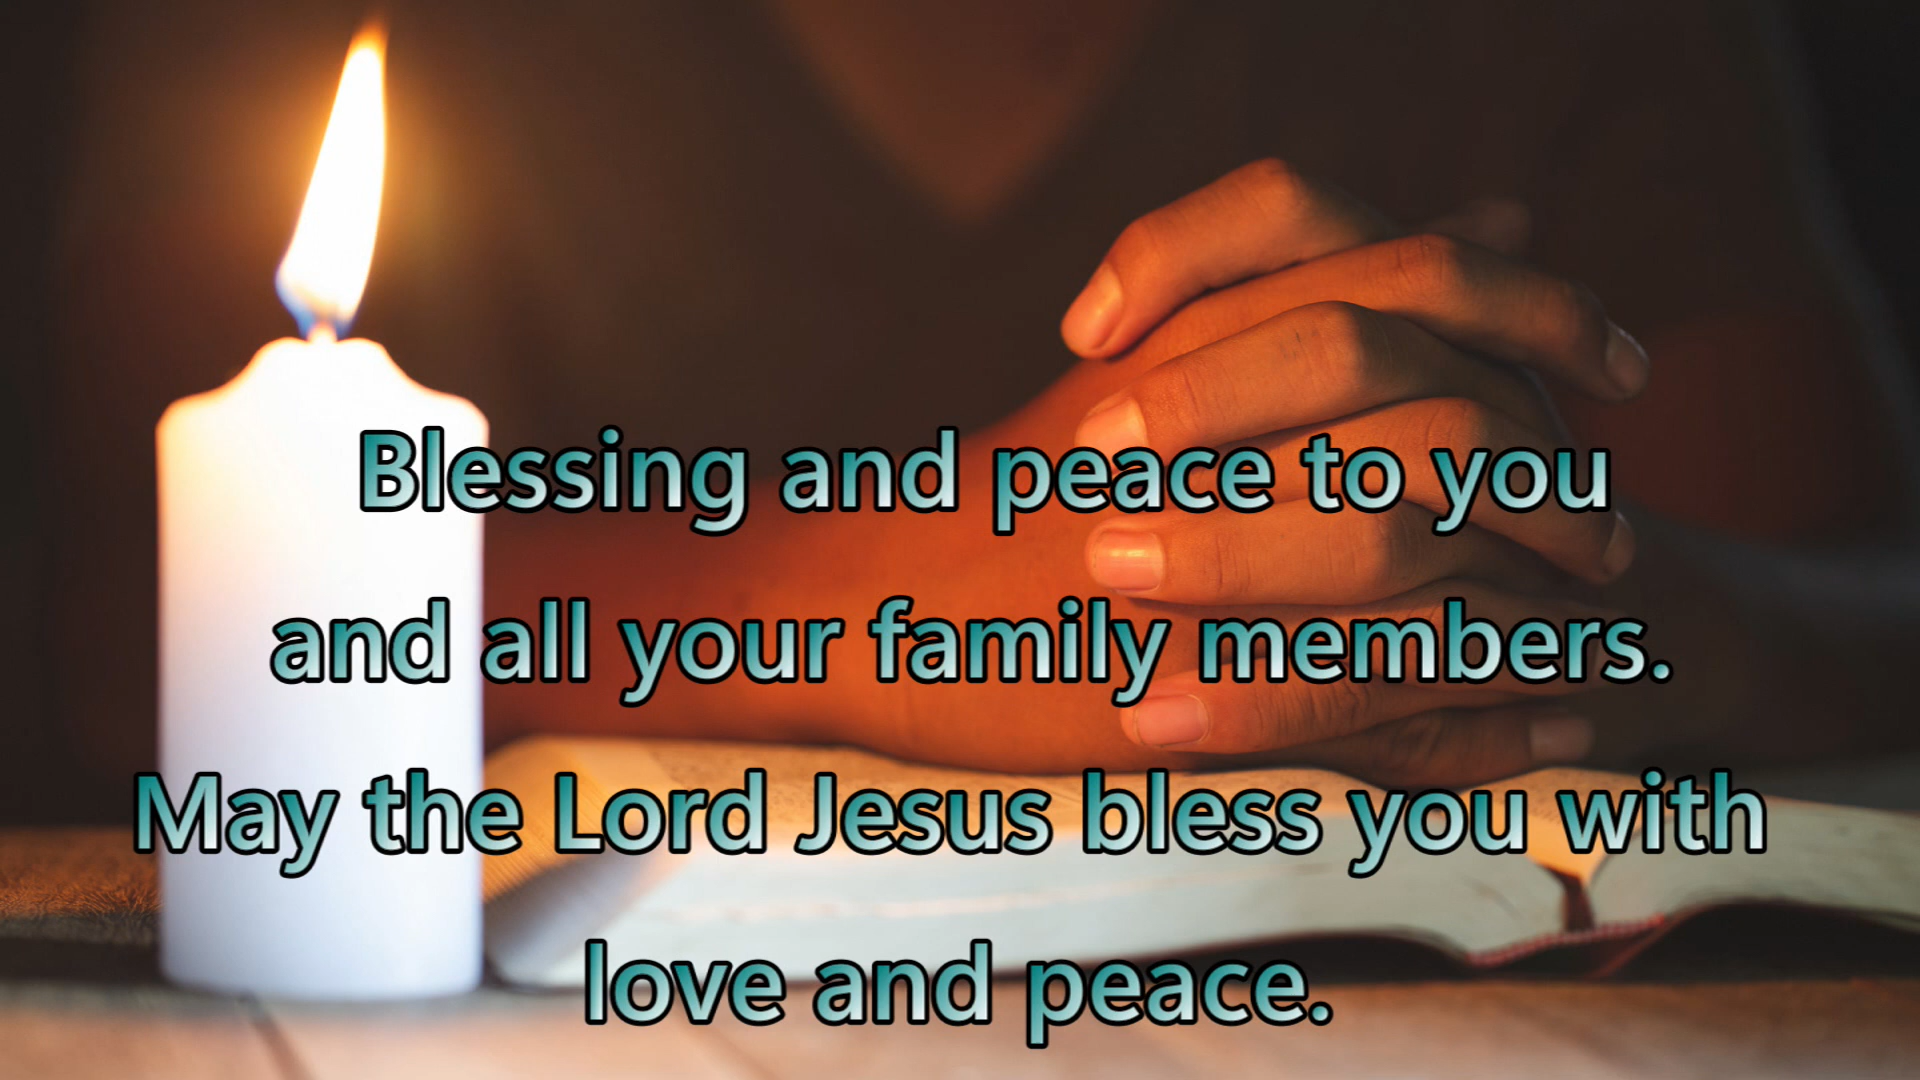 Blessing and peace to you
and all your family members.
May the Lord Jesus bless you with
love and peace.